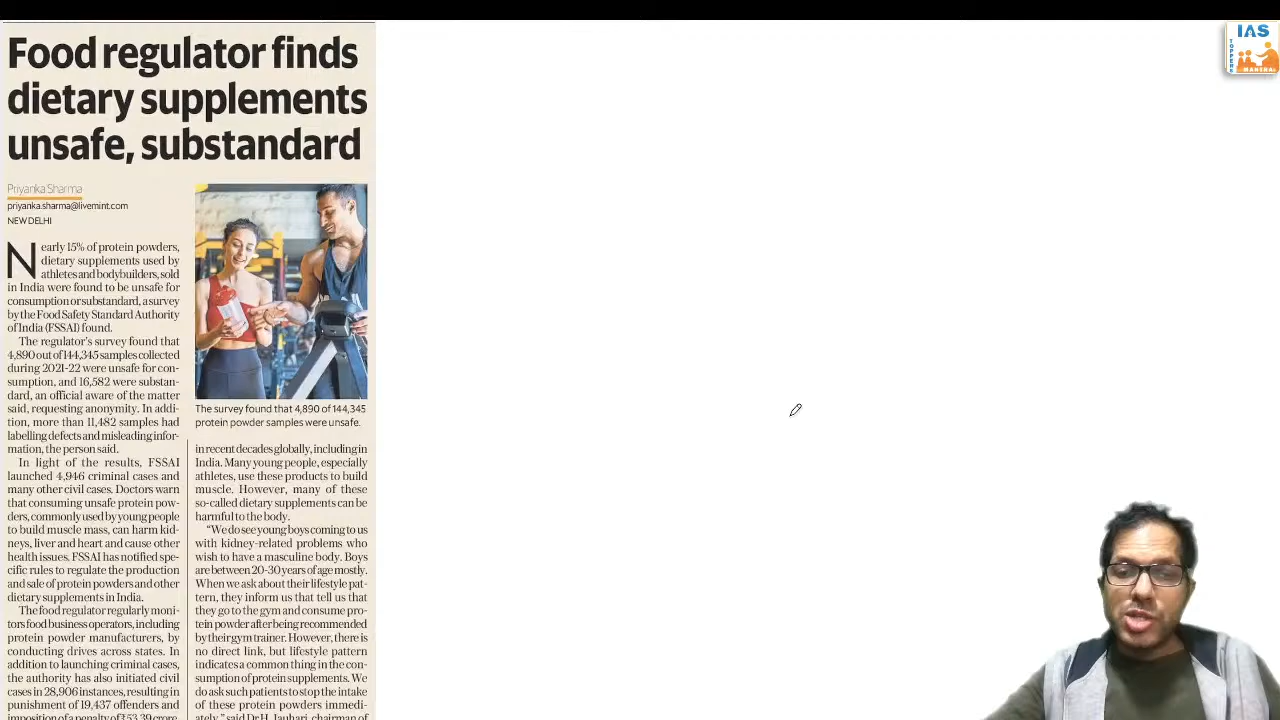 Food regulator finds
dietary supplements
unsafe, substandard
Priyanka Sharma
priyanka.sharma@livemint.com
NEW DELHI
Nearly 15% of protein powders,
dietary supplements used by
athletes and bodybuilders, sold
in India were found to be unsafe for
consumption or substandard, a survey
by the Food Safety Standard Authority
of India (FSSAI) found.
The regulator's survey found that
4,890 out of 144,345 samples collected
during 2021-22 were unsafe for con-
sumption, and 16,582 were substan-
dard, an official aware of the matter
said, requesting anonymity. In addi-
tion, more than 11,482 samples had
labelling defects and misleading infor-
mation, the person said.
In light of the results, FSSAI
launched 4,946 criminal cases and
many other civil cases. Doctors warn
that consuming unsafe protein pow-
ders, commonly used by young people
to build muscle mass, can harm kid-
neys, liver and heart and cause other
health issues. FSSAI has notified spe-
cific rules to regulate the production
and sale of protein powders and other
dietary supplements in India.
The food regulator regularly moni-
tors food business operators, including
protein powder manufacturers, by
conducting drives across states. In
addition to launching criminal cases,
the authority has also initiated civil
cases in 28,906 instances, resulting in
punishment of 19,437 offenders and
imposition of a penalty of ₹53.39 crore,
The survey found that 4,890 of 144,345
protein powder samples were unsafe.
in recent decades globally, including in
India. Many young people, especially
athletes, use these products to build
muscle. However, many of these
so-called dietary supplements can be
harmful to the body.
"We do see young boys coming to us
with kidney-related problems who
wish to have a masculine body. Boys
are between 20-30 years of age mostly.
When we ask about their lifestyle pat-
tern, they inform us that tell us that
they go to the gym and consume pro-
tein powder after being recommended
by their gym trainer. However, there is
no direct link, but lifestyle pattern
indicates a common thing in the con-
sumption of protein supplements. We
do ask such patients to stop the intake
of these protein powders immedi-
ately," said Dr H. Jauhari, chairman of
IAS
TOPPERS
MANTRA